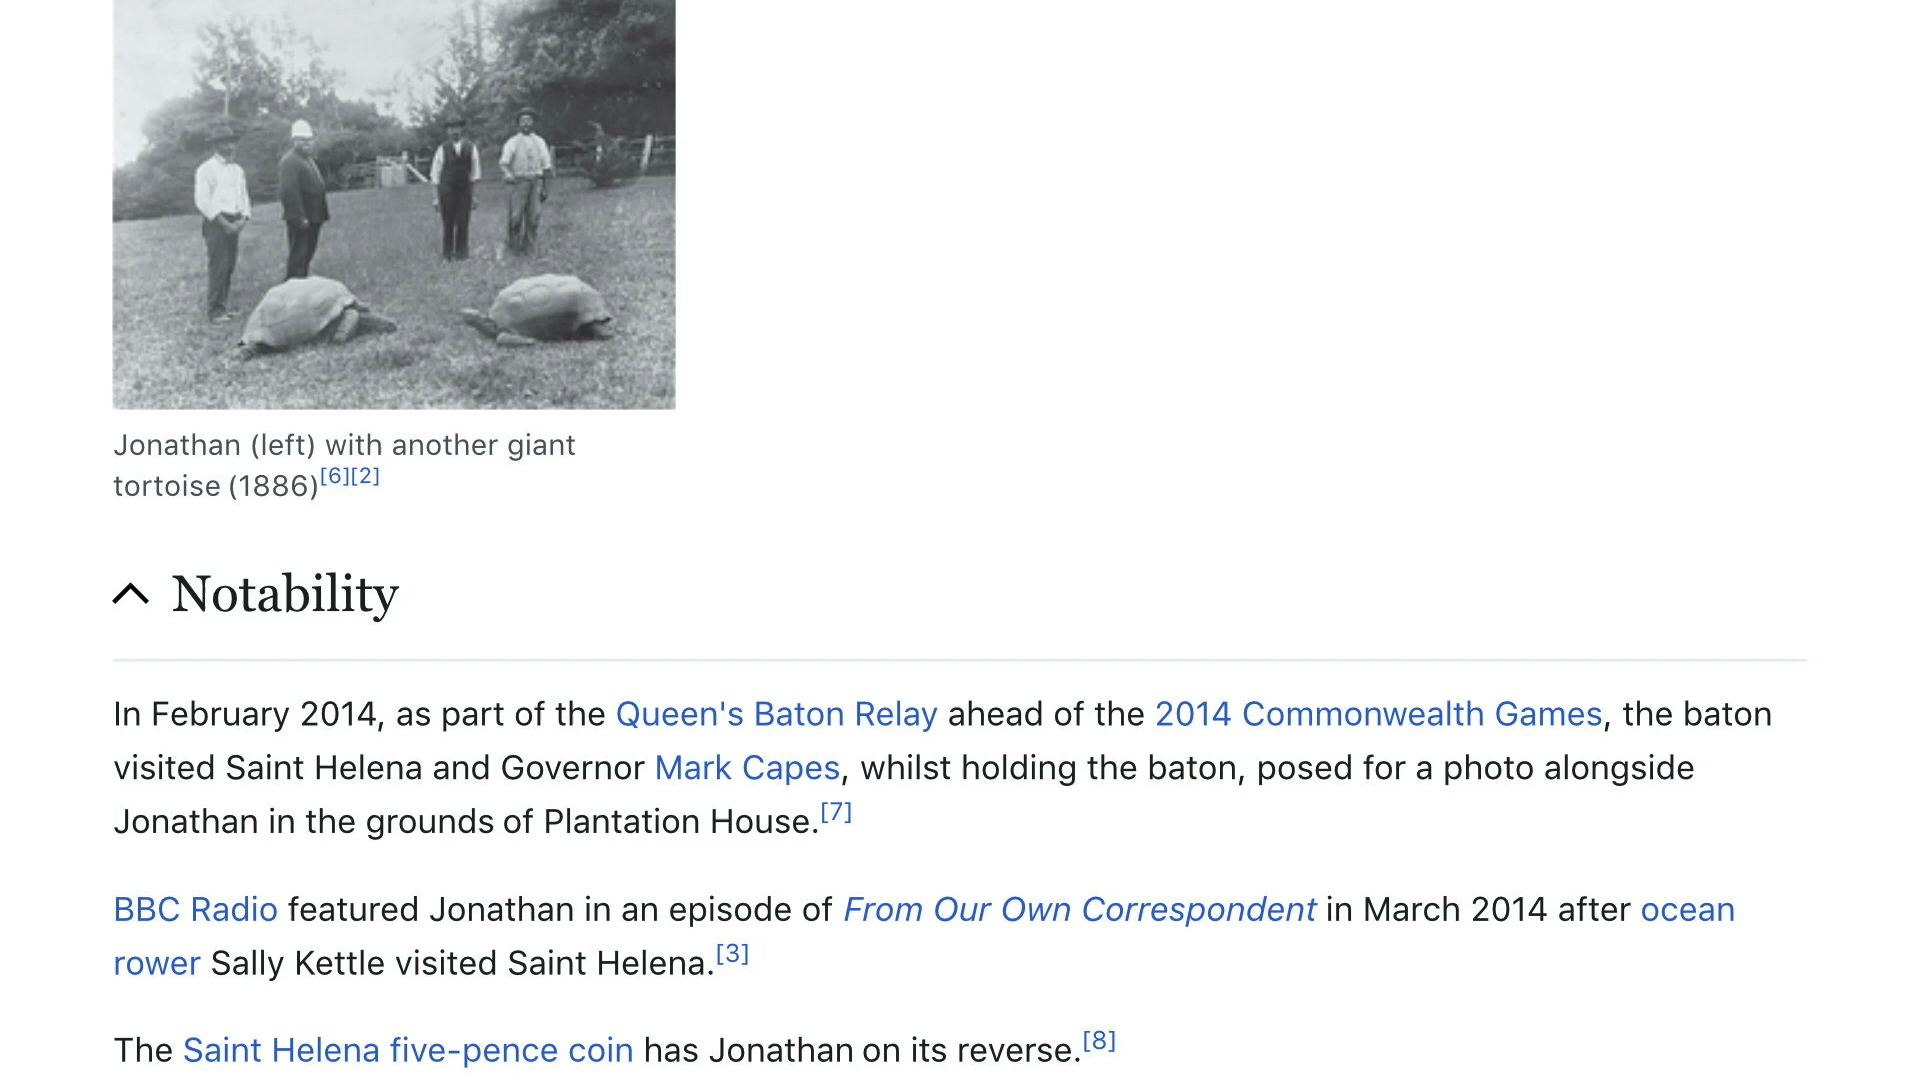 Jonathan (left) with another giant
tortoise (1886)[6][2]
Notability
In February 2014, as part of the Queen's Baton Relay ahead of the 2014 Commonwealth Games, the baton
visited Saint Helena and Governor Mark Capes, whilst holding the baton, posed for a photo alongside
Jonathan in the grounds of Plantation House.[7]
BBC Radio featured Jonathan in an episode of From Our Own Correspondent in March 2014 after ocean
rower Sally Kettle visited Saint Helena.[3]
The Saint Helena five-pence coin has Jonathan on its reverse.[8]